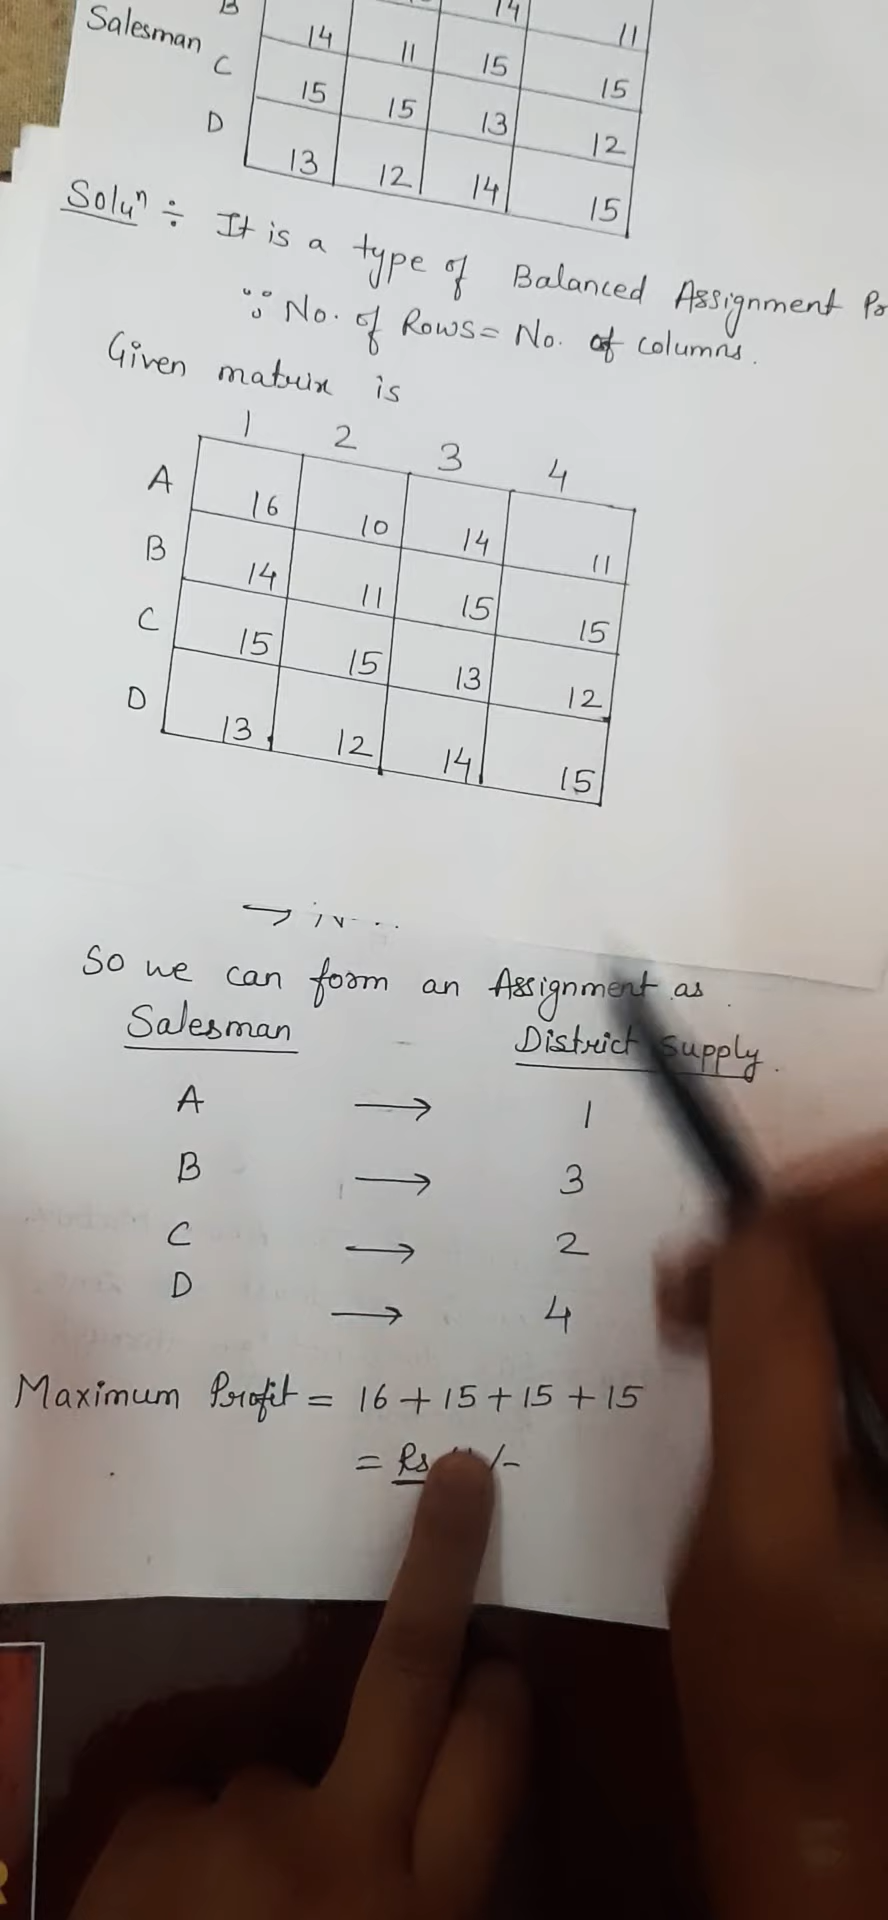 B 14 11
Salesman
C 14 11 15 15
D 15 15 13 12
13 12 14 15
Soluⁿ ÷ It is a type of Balanced Assignment
∵ No. of Rows = No. of columns.
Given matrix is
1 2 3 4
A 16 10 14 11
B 14 11 15 15
C 15 15 13 12
D 13 12 14 15
→
So we can form an Assignment as
Salesman - District Supply.
A → 1
B → 3
C → 2
D → 4
Maximum Profit = 16 + 15 + 15 + 15
= Rs /-